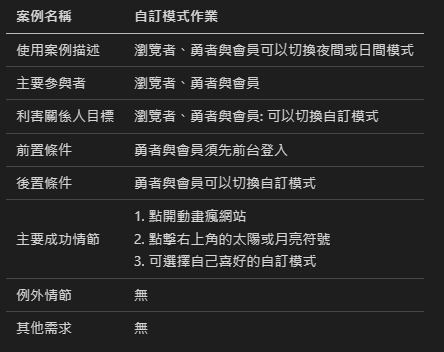 案例名稱 自訂模式作業
使用案例描述 瀏覽者、勇者與會員可以切換夜間或日間模式
主要參與者 瀏覽者、勇者與會員
利害關係人目標 瀏覽者、勇者與會員: 可以切換自訂模式
前置條件 勇者與會員須先前台登入
後置條件 勇者與會員可以切換自訂模式
主要成功情節
1. 點開動畫瘋網站
2. 點擊右上角的太陽或月亮符號
3. 可選擇自己喜好的自訂模式
例外情節 無
其他需求 無